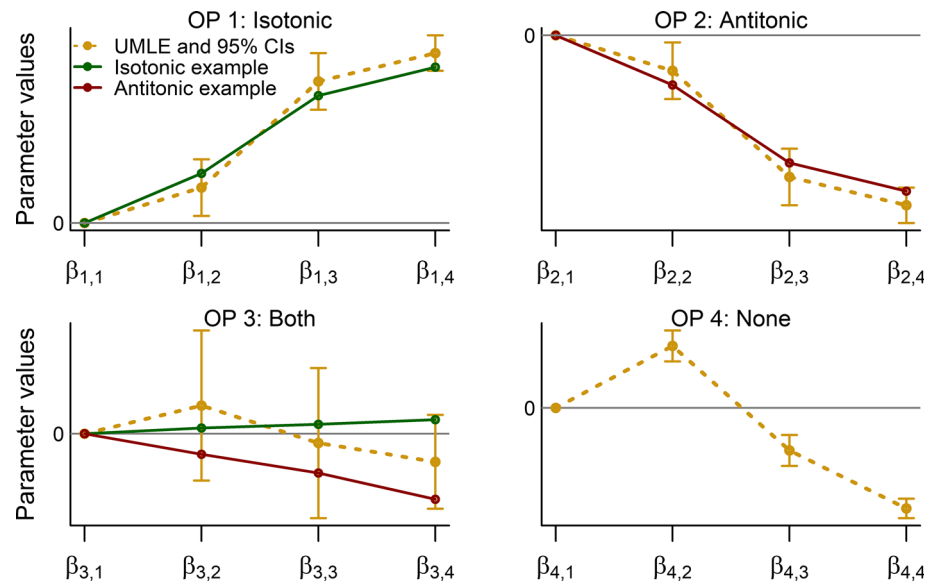 OP 1: Isotonic
UMLE and 95% CIs
Isotonic example
Antitonic example
Parameter values
0
β1,1 β1,2 β1,3 β1,4
OP 2: Antitonic
0
β2,1 β2,2 β2,3 β2,4
OP 3: Both
Parameter values
0
β3,1 β3,2 β3,3 β3,4
OP 4: None
0
β4,1 β4,2 β4,3 β4,4